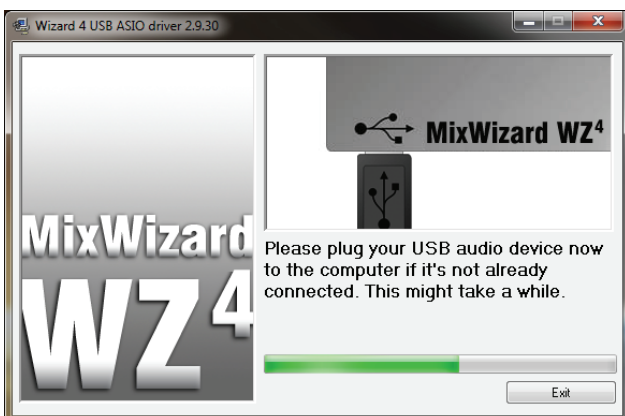 Wizard 4 USB ASIO driver 2.9.30
MixWizard WZ⁴
MixWizard
WZ⁴
Please plug your USB audio device now
to the computer if it's not already
connected. This might take a while.
Exit